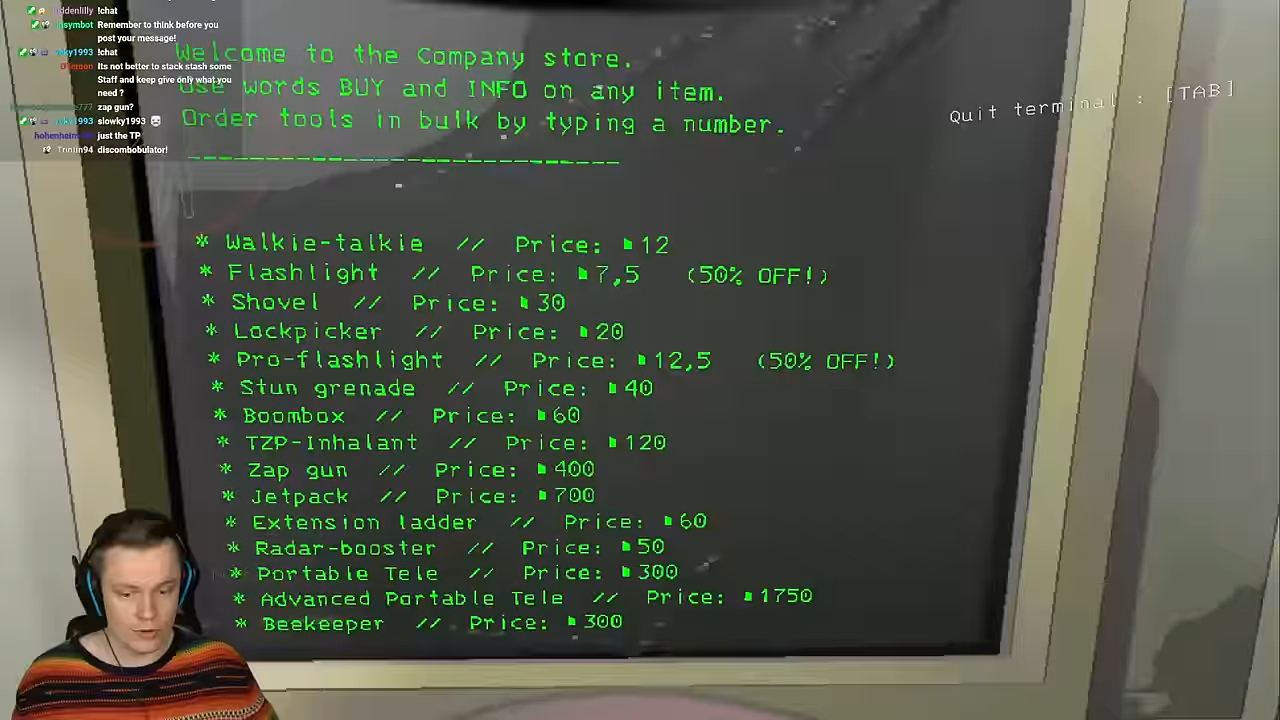 !chat
Remember to think before you
post your message!
!chat
Its not better to stack stash some
Staff and keep give only what you
need ?
zap gun?
slowky1993
just the TP
discombobulator!
Welcome to the Company store.
Use words BUY and INFO on any item.
Order tools in bulk by typing a number.
Quit terminal : [TAB]
* Walkie-talkie // Price: 12
* Flashlight // Price: 7,5 (50% OFF!)
* Shovel // Price: 30
* Lockpicker // Price: 20
* Pro-flashlight // Price: 12,5 (50% OFF!)
* Stun grenade // Price: 40
* Boombox // Price: 60
* TZP-Inhalant // Price: 120
* Zap gun // Price: 400
* Jetpack // Price: 700
* Extension ladder // Price: 60
* Radar-booster // Price: 50
* Portable Tele // Price: 300
* Advanced Portable Tele // Price: 1750
* Beekeeper // Price: 300